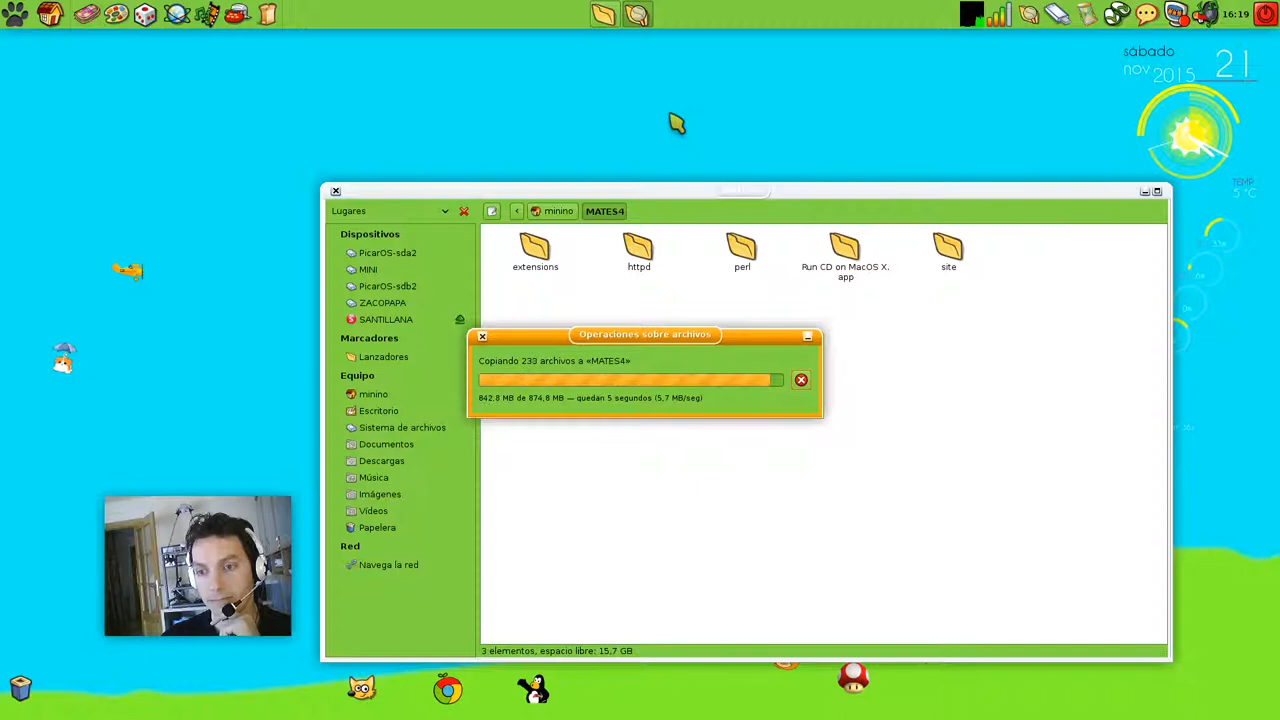 16:19
sábado
nov 2015 21
TEMP
5 °C
Lugares
minino MATES4
Dispositivos
PicarOS-sda2
MINI
PicarOS-sdb2
ZACOPAPA
SANTILLANA
Marcadores
Lanzadores
Equipo
minino
Escritorio
Sistema de archivos
Documentos
Descargas
Música
Imágenes
Vídeos
Papelera
Red
Navega la red
extensions httpd perl Run CD on MacOS X. site
app
Operaciones sobre archivos
Copiando 233 archivos a «MATES4»
842,8 MB de 874,8 MB — quedan 5 segundos (5,7 MB/seg)
3 elementos, espacio libre: 15,7 GB